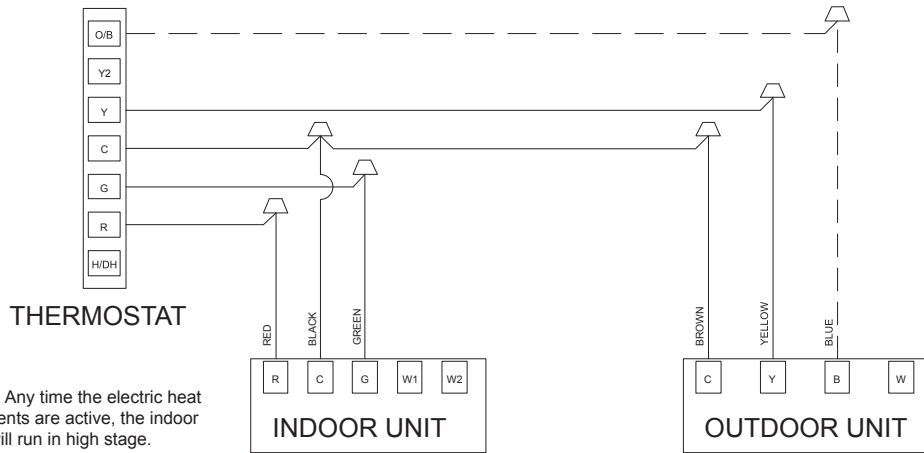 O/B
Y2
Y
C
G
R
H/DH
THERMOSTAT
RED
BLACK
GREEN
BROWN
YELLOW
BLUE
R C G W1 W2
INDOOR UNIT
C Y B W
OUTDOOR UNIT
Any time the electric heat
ents are active, the indoor
ill run in high stage.